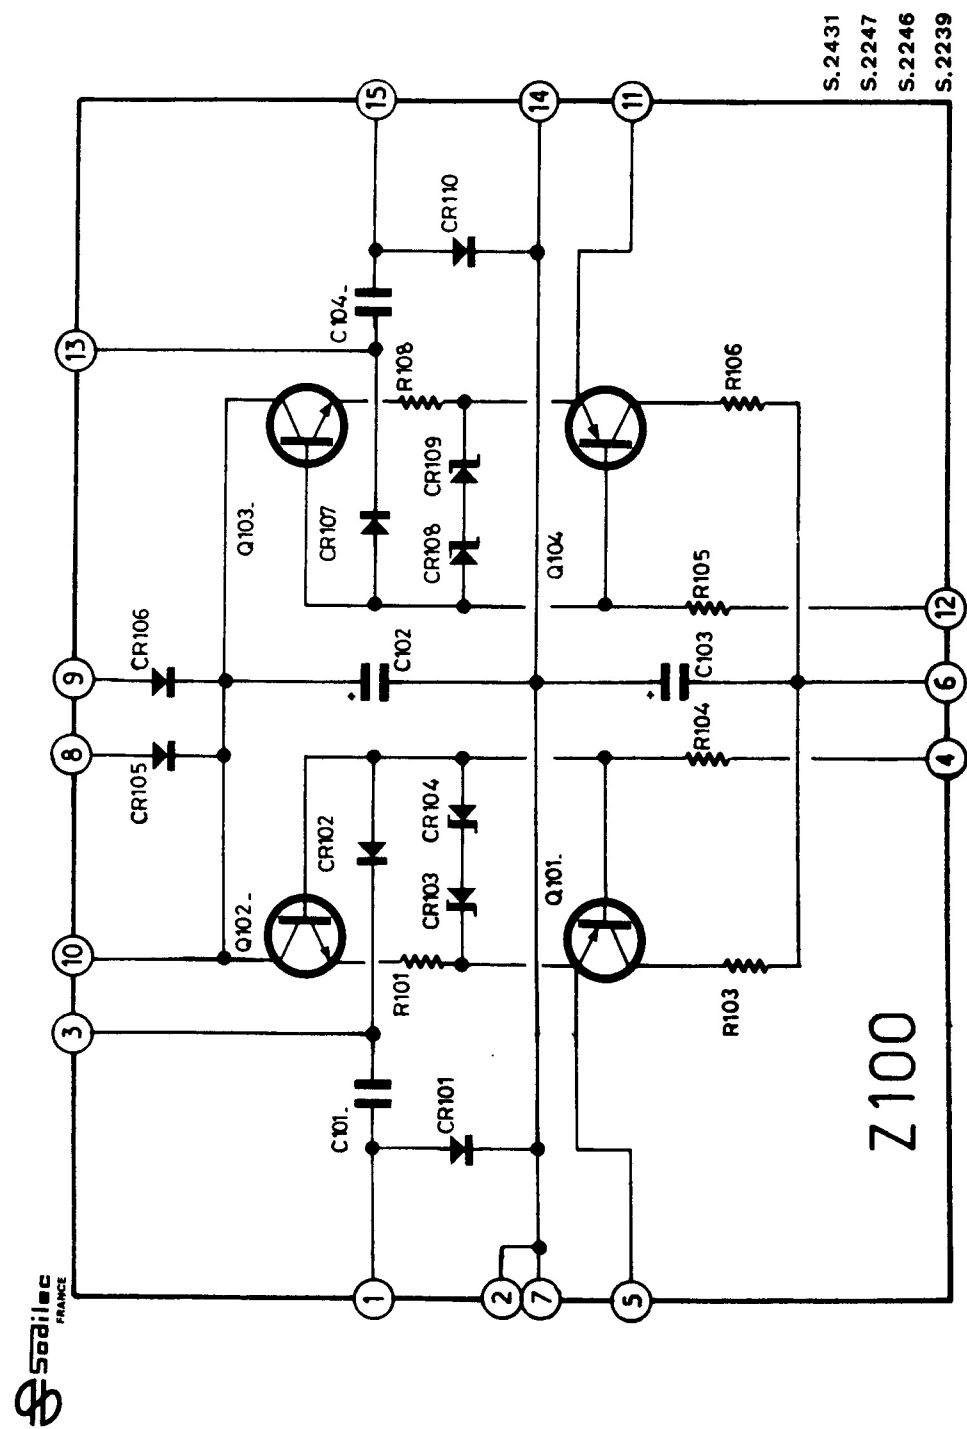 Sodilec
FRANCE
1
2
7
5
3
10
8
9
13
15
14
11
4
6
12
C101
CR101
Q102
R101
CR102
CR103
CR104
Q101
R103
R104
CR105
CR106
C102
C103
Q103
CR107
CR108
CR109
R108
Q104
R105
R106
C104
CR110
Z100
S.2431
S.2247
S.2246
S.2239